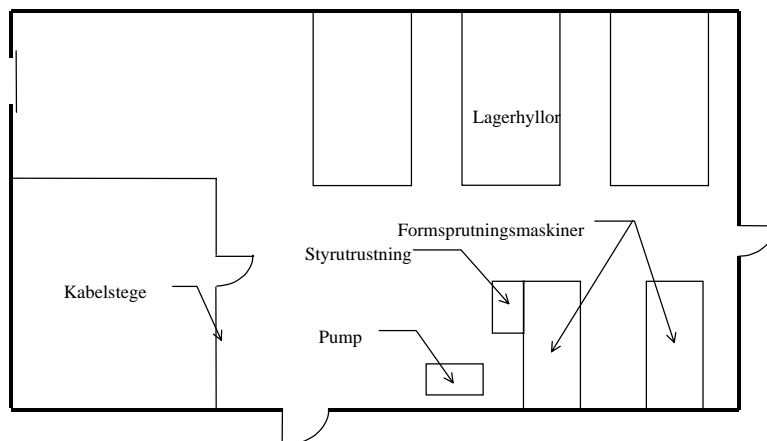 Lagerhyllor
Formsprutningsmaskiner
Styrutrustning
Kabelstege
Pump